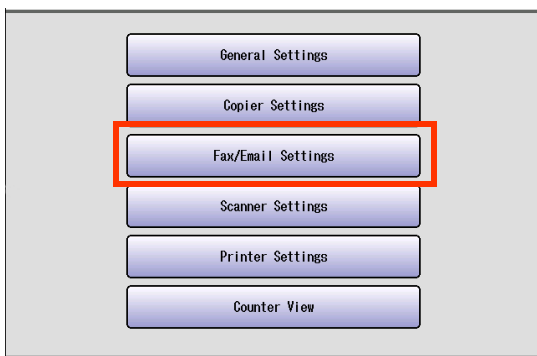 General Settings
Copier Settings
Fax/Email Settings
Scanner Settings
Printer Settings
Counter View